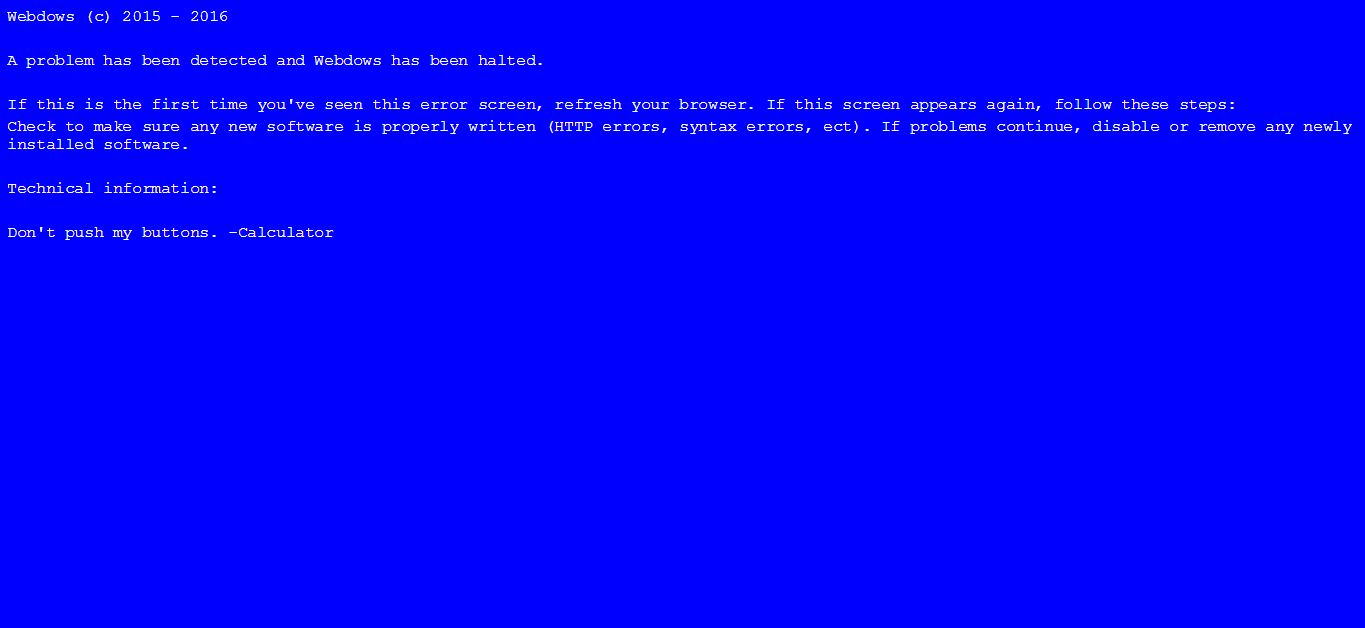 Webdows (c) 2015 - 2016
A problem has been detected and Webdows has been halted.
If this is the first time you've seen this error screen, refresh your browser. If this screen appears again, follow these steps:
Check to make sure any new software is properly written (HTTP errors, syntax errors, ect). If problems continue, disable or remove any newly
installed software.
Technical information:
Don't push my buttons. -Calculator